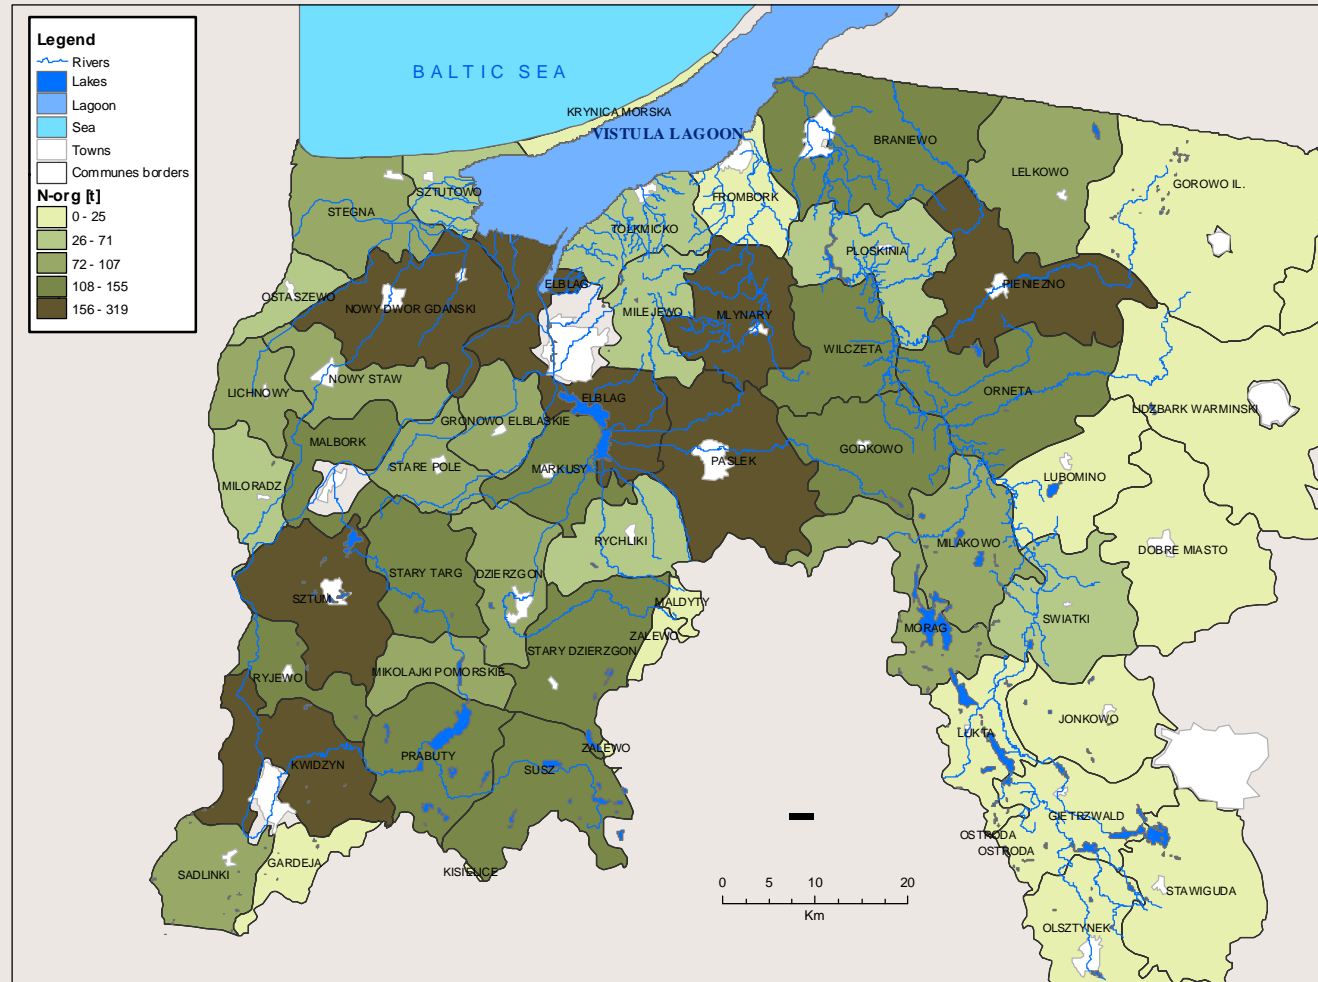 Legend
Rivers
Lakes
Lagoon
Sea
Towns
Communes borders
N-org [t]
0 - 25
26 - 71
72 - 107
108 - 155
156 - 319
BALTIC SEA
KRYNICA MORSKA
VISTULA LAGOON
BRANIEWO
LELKOWO
GOROWO IL.
SZTUTOWO
STEGNA
FROMBORK
TOLKMICKO
PLOSKINIA
OSTASZEWO
NOWY DWOR GDANSKI
ELBLAG
MILEJEWO
MLYNARY
PIENIEZNO
WILCZETA
NOWY STAW
LICHNOWY
ORNETA
ELBLAG
LIDZBARK WARMINSKI
GRONOWO ELBLASKIE
MALBORK
GODKOWO
STARE POLE
MARKUSY
PASLEK
LUBOMINO
MILORADZ
RYCHLIKI
MILAKOWO
DOBRE MIASTO
STARY TARG
DZIERZGON
SZTUM
MALDYTY
SWIATKI
MORAG
ZALEWO
STARY DZIERZGON
MIKOLAJKI POMORSKIE
RYJEWO
JONKOWO
LUKTA
ZALEWO
PRABUTY
KWIDZYN
SUSZ
GIETRZWALD
OSTRODA
OSTRODA
GARDEJA
SADLINKI
KISIELICE
STAWIGUDA
OLSZTYNEK
0 5 10 20
Km